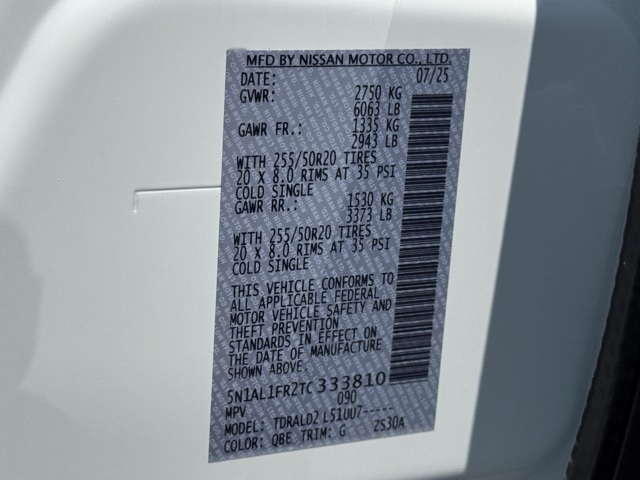 MFD BY NISSAN MOTOR CO., LTD.
DATE: 07/25
GVWR: 2750 KG
6063 LB
GAWR FR.: 1335 KG
2943 LB
WITH 255/50R20 TIRES
20 X 8.0 RIMS AT 35 PSI
COLD SINGLE
GAWR RR.: 1530 KG
3373 LB
WITH 255/50R20 TIRES
20 X 8.0 RIMS AT 35 PSI
COLD SINGLE
THIS VEHICLE CONFORMS TO
ALL APPLICABLE FEDERAL
MOTOR VEHICLE SAFETY AND
THEFT PREVENTION
STANDARDS IN EFFECT ON
THE DATE OF MANUFACTURE
SHOWN ABOVE.
5N1AL1FRZTC333810
MPV 090
MODEL: TDRALD2 L51UU7-----
COLOR: QBE TRIM: G ZS30A